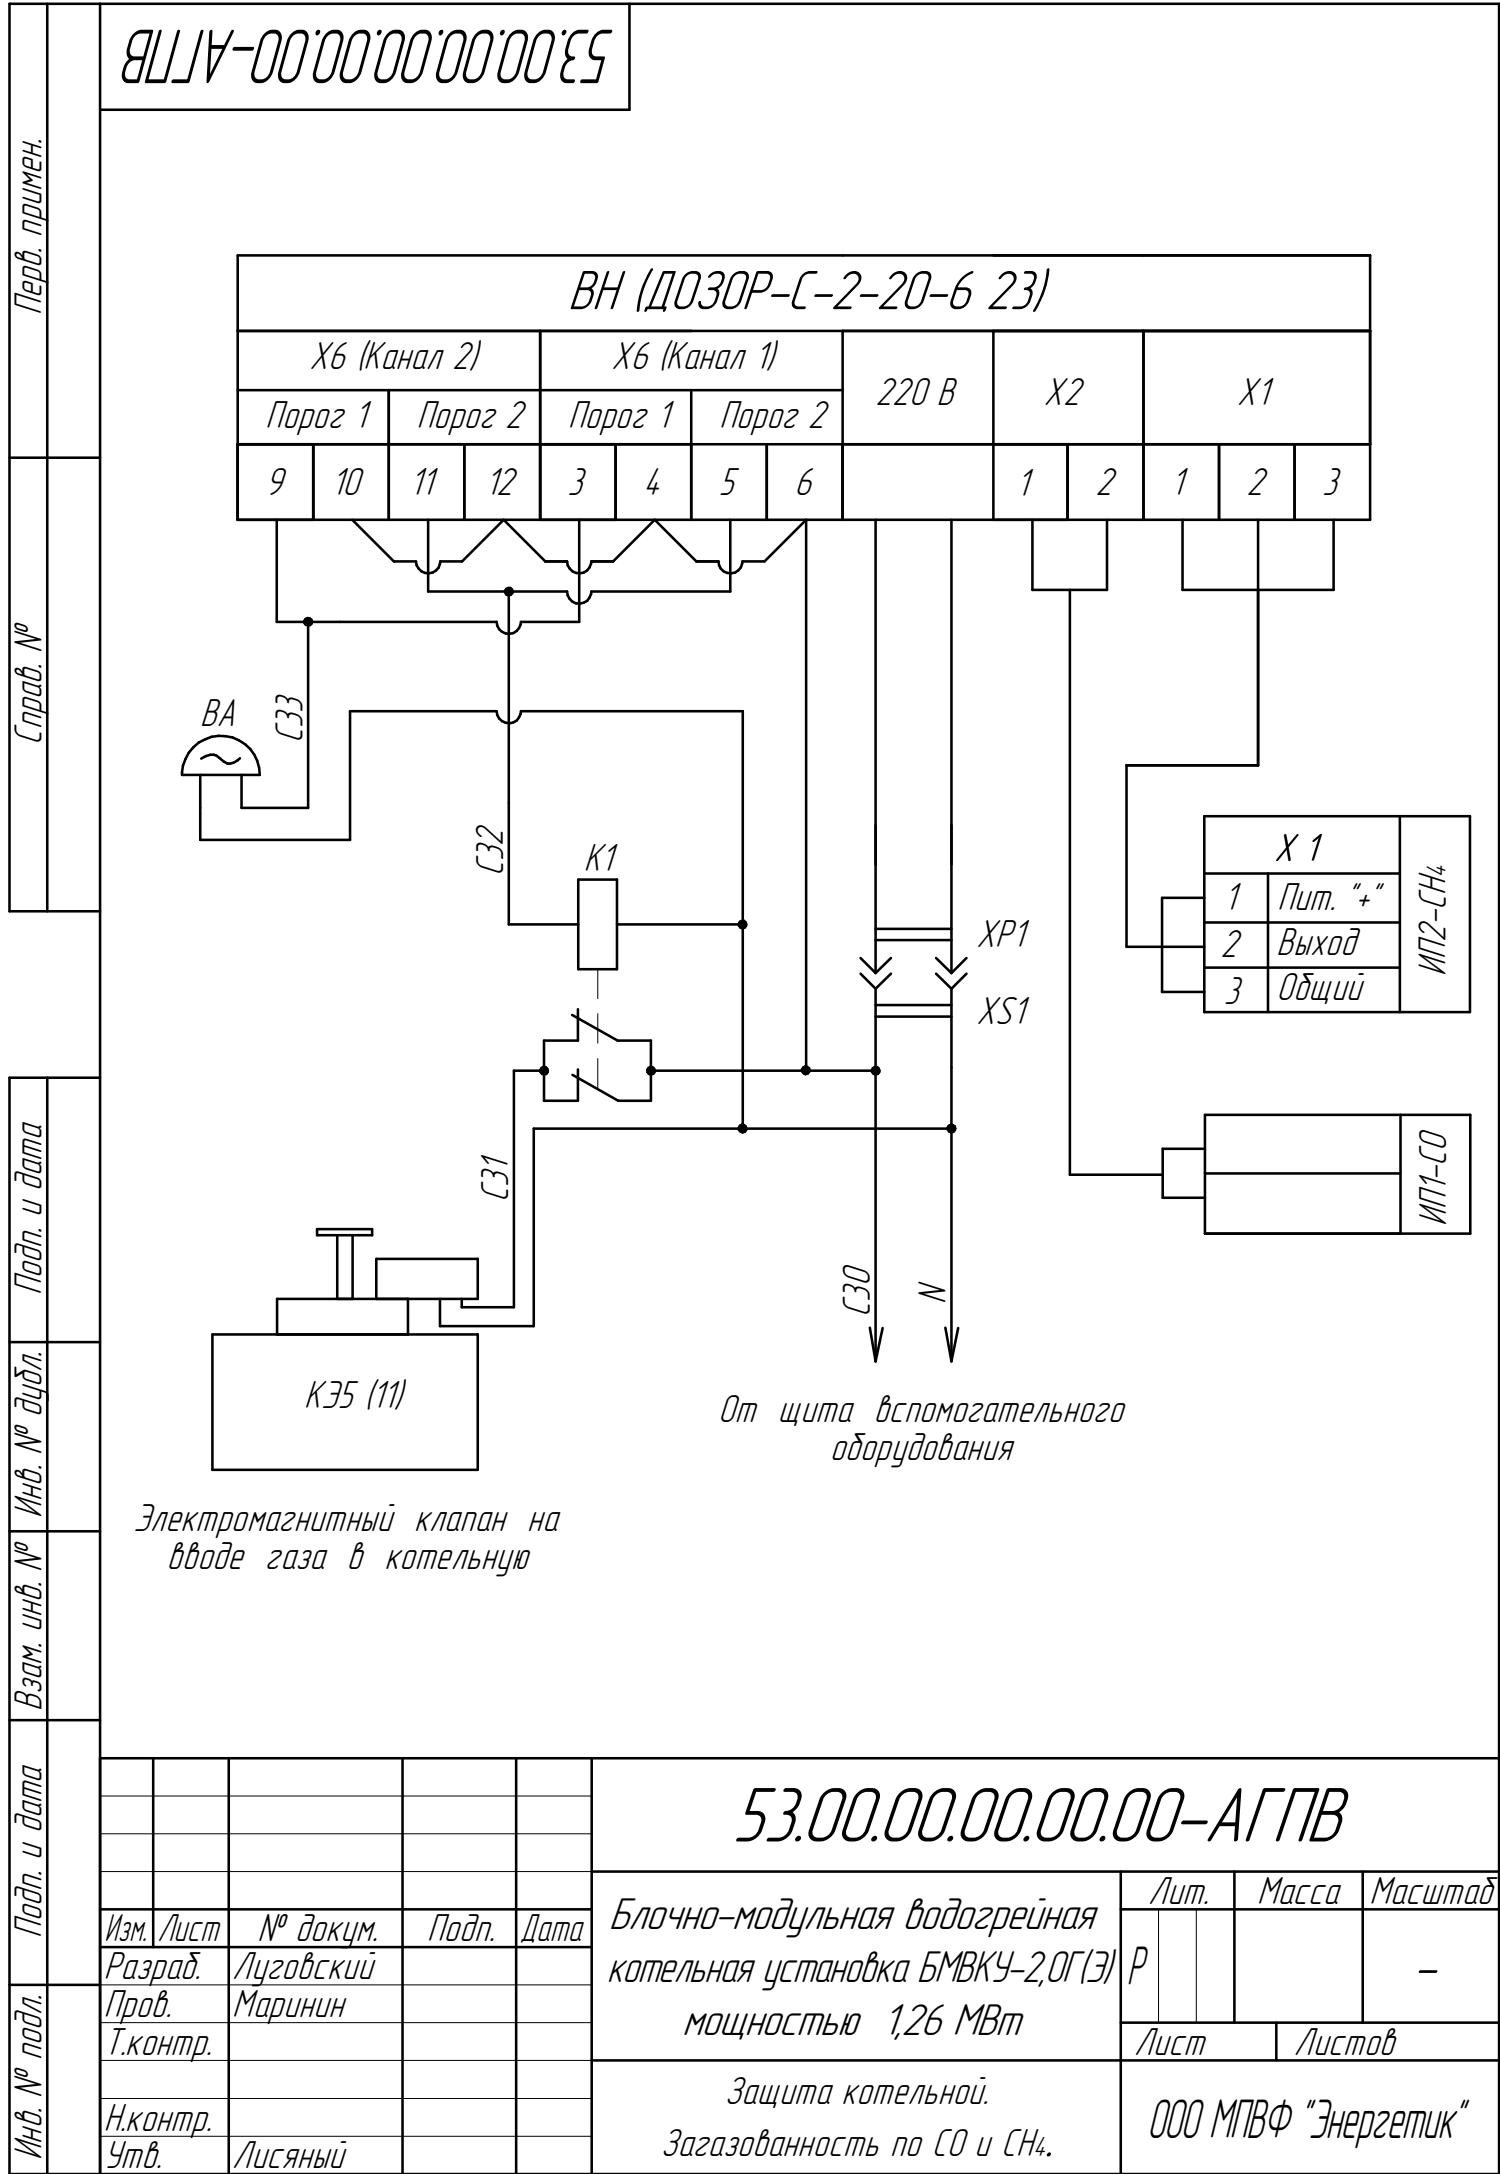 53.00.00.00.00.00-АГПВ
Перв. примен.
Справ. №
Подп. и дата
Инв. № дубл.
Взам. инв. №
Подп. и дата
Инв. № подл.
ВН (ДОЗОР-С-2-20-6 23)
Х6 (Канал 2)
Х6 (Канал 1)
220 В
Х2
Х1
Порог 1
Порог 2
Порог 1
Порог 2
9
10
11
12
3
4
5
6
1
2
1
2
3
ВА
С33
С32
К1
ХР1
XS1
Х 1
1
Пит. "+"
2
Выход
3
Общий
ИП2-СН₄
ИП1-СО
С31
С30
N
КЭ5 (11)
От щита вспомогательного
оборудования
Электромагнитный клапан на
вводе газа в котельную
53.00.00.00.00.00-АГПВ
Изм.
Лист
№ докум.
Подп.
Дата
Разраб.
Луговский
Пров.
Маринин
Т.контр.
Н.контр.
Утв.
Лисяный
Блочно-модульная водогрейная
котельная установка БМВКУ-2,0Г(Э)
мощностью 1,26 МВт
Лит.
Масса
Масштаб
Р
–
Лист
Листов
Защита котельной.
Загазованность по СО и СН₄.
ООО МПВФ "Энергетик"